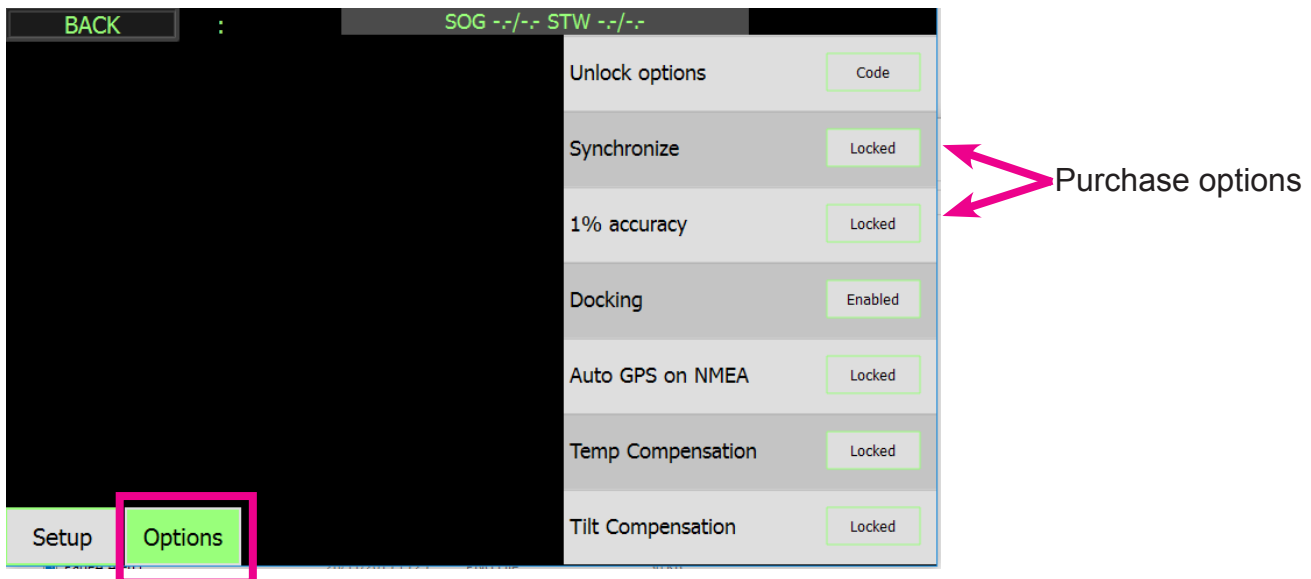 BACK : SOG -.-/-.- STW -.-/-.-
Unlock options Code
Synchronize Locked
Purchase options
1% accuracy Locked
Docking Enabled
Auto GPS on NMEA Locked
Temp Compensation Locked
Tilt Compensation Locked
Setup Options